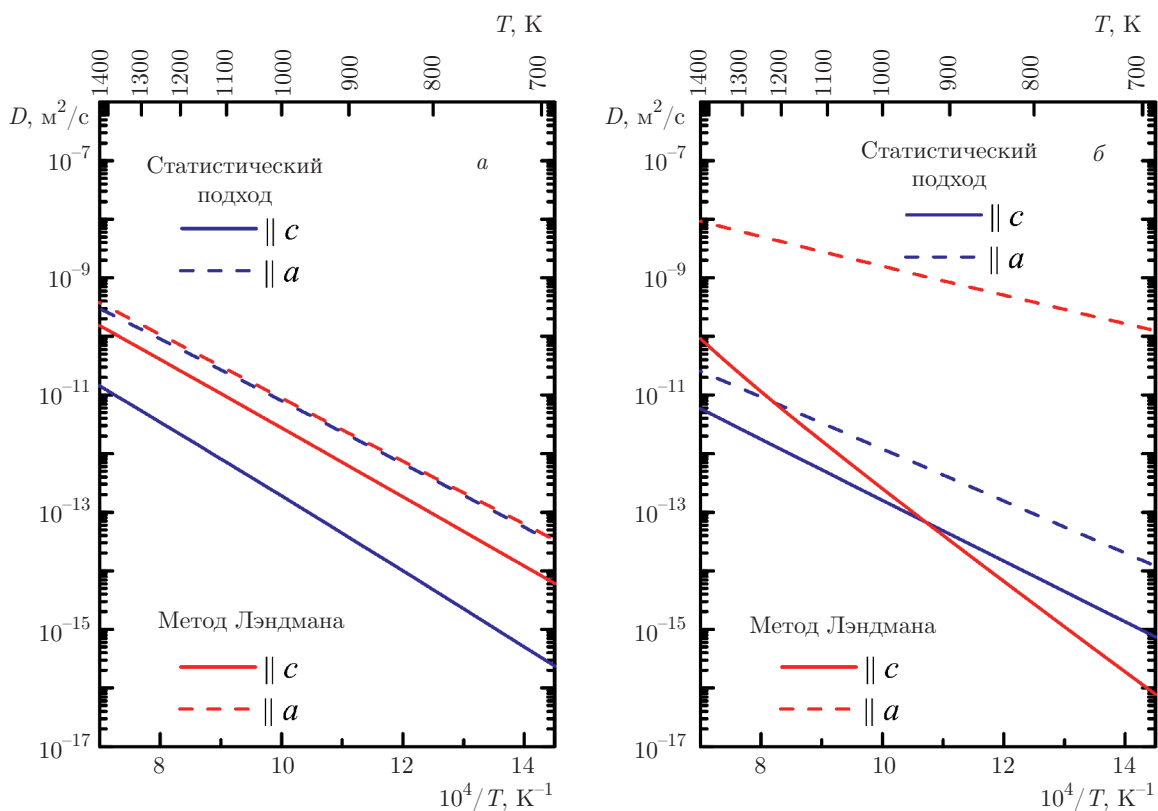 T, K
1400 1300 1200 1100 1000 900 800 700
D, м²/с
10⁻⁷
10⁻⁹
10⁻¹¹
10⁻¹³
10⁻¹⁵
10⁻¹⁷
а
Статистический
подход
∥ c
∥ a
Метод Лэндмана
∥ c
∥ a
8 10 12 14
10⁴/T, K⁻¹
T, K
1400 1300 1200 1100 1000 900 800 700
D, м²/с
10⁻⁷
10⁻⁹
10⁻¹¹
10⁻¹³
10⁻¹⁵
10⁻¹⁷
б
Статистический
подход
∥ c
∥ a
Метод Лэндмана
∥ c
∥ a
8 10 12 14
10⁴/T, K⁻¹